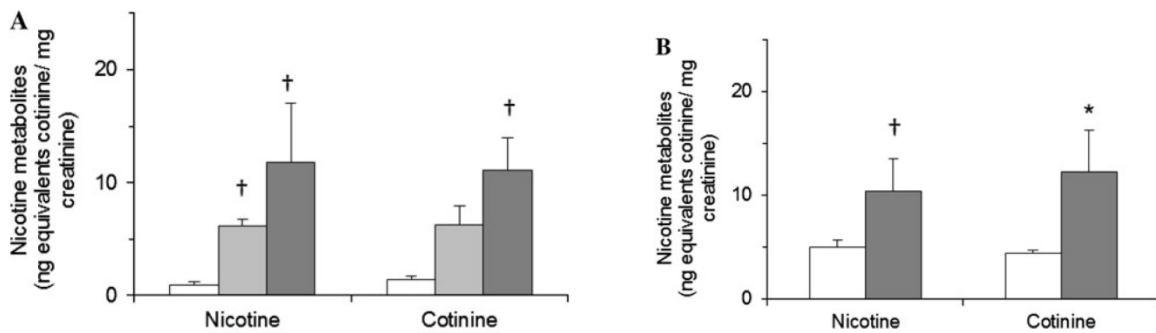 A
Nicotine metabolites
(ng equivalents cotinine/ mg
creatinine)
20
10
0
†
†
†
Nicotine
Cotinine
B
Nicotine metabolites
(ng equivalents cotinine/ mg
creatinine)
20
10
0
†
*
Nicotine
Cotinine